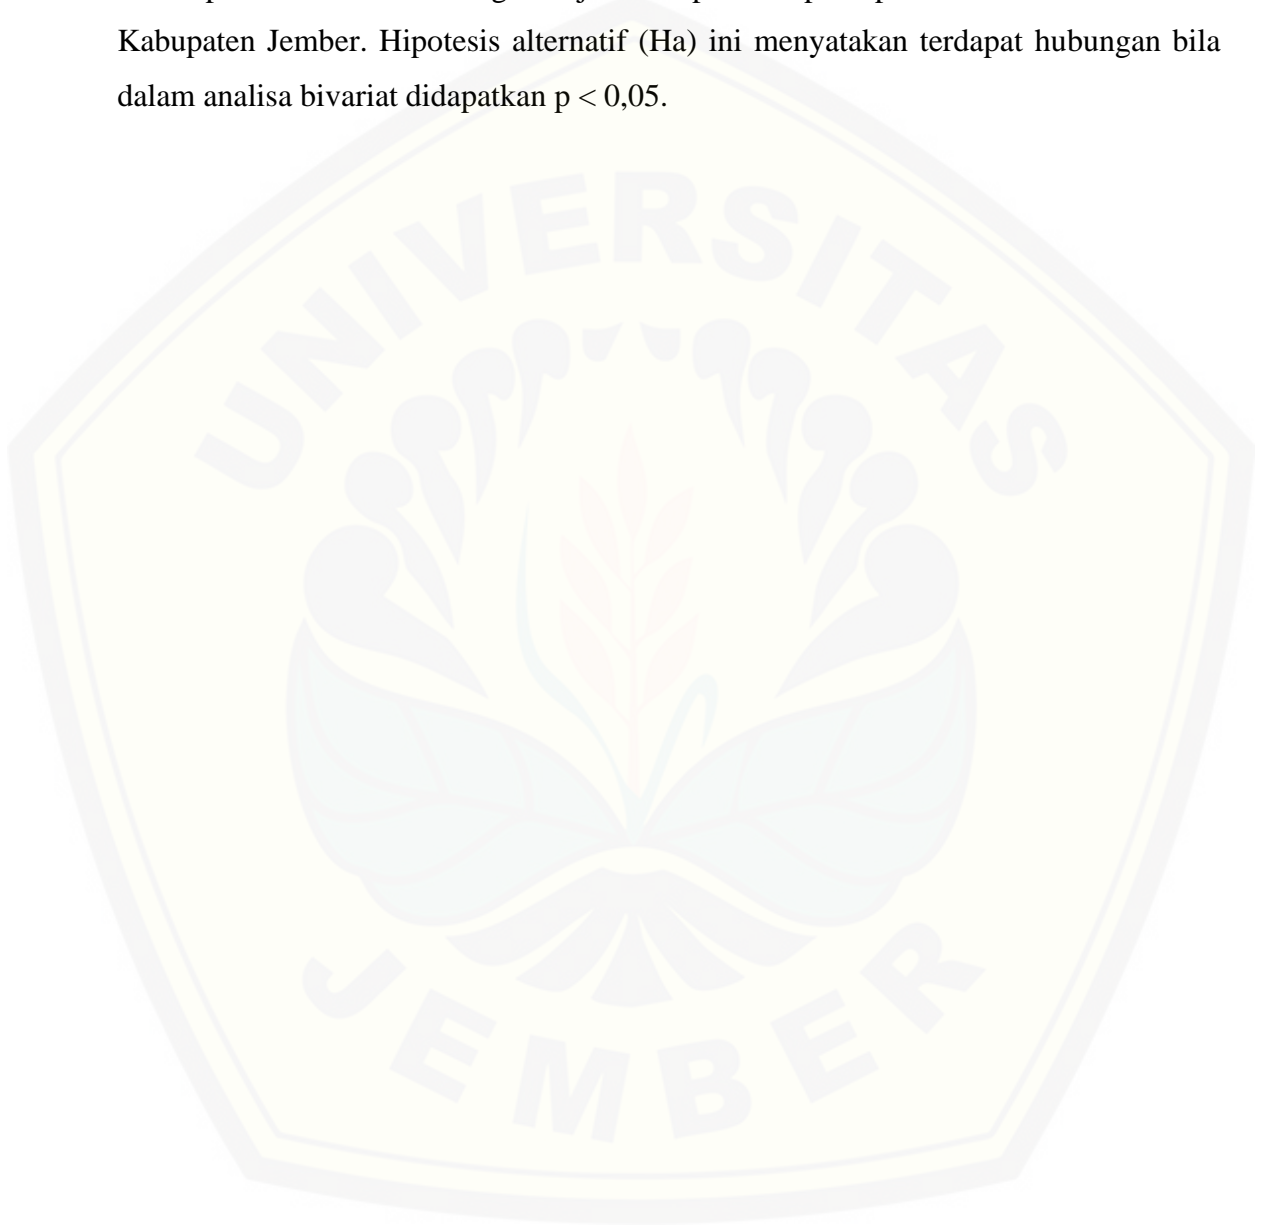 Kabupaten Jember. Hipotesis alternatif (Ha) ini menyatakan terdapat hubungan bila
dalam analisa bivariat didapatkan p < 0,05.
UNIVERSITAS
JEMBER